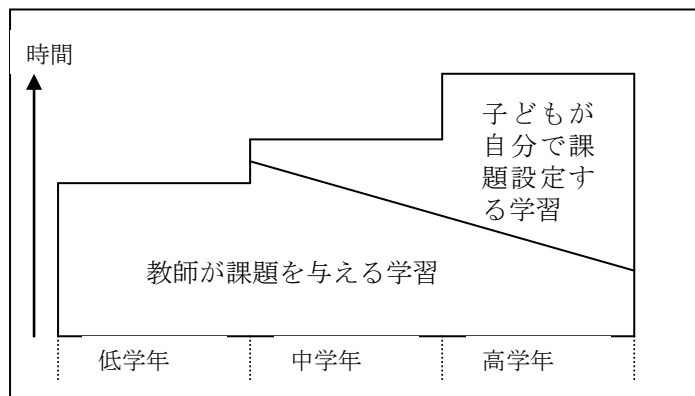 時間
子どもが
自分で課
題設定す
る学習
教師が課題を与える学習
低学年
中学年
高学年